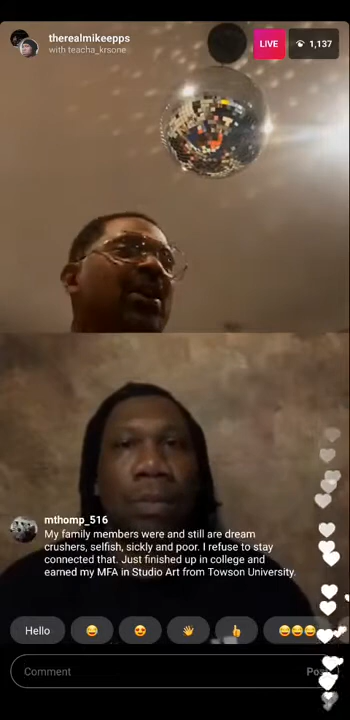 therealmikeepps
with teacha_krsone
LIVE
1,137
mthomp_516
My family members were and still are dream
crushers, selfish, sickly and poor. I refuse to stay
connected that. Just finished up in college and
earned my MFA in Studio Art from Towson University.
Hello
Comment